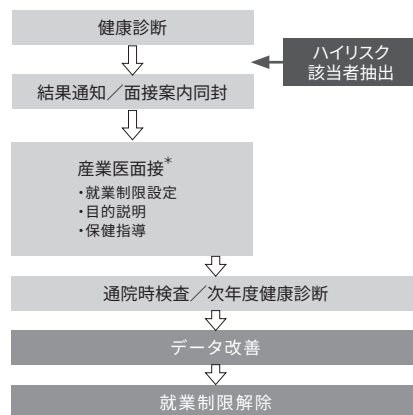 健康診断
ハイリスク
該当者抽出
結果通知／面接案内同封
産業医面接*
・就業制限設定
・目的説明
・保健指導
通院時検査／次年度健康診断
データ改善
就業制限解除